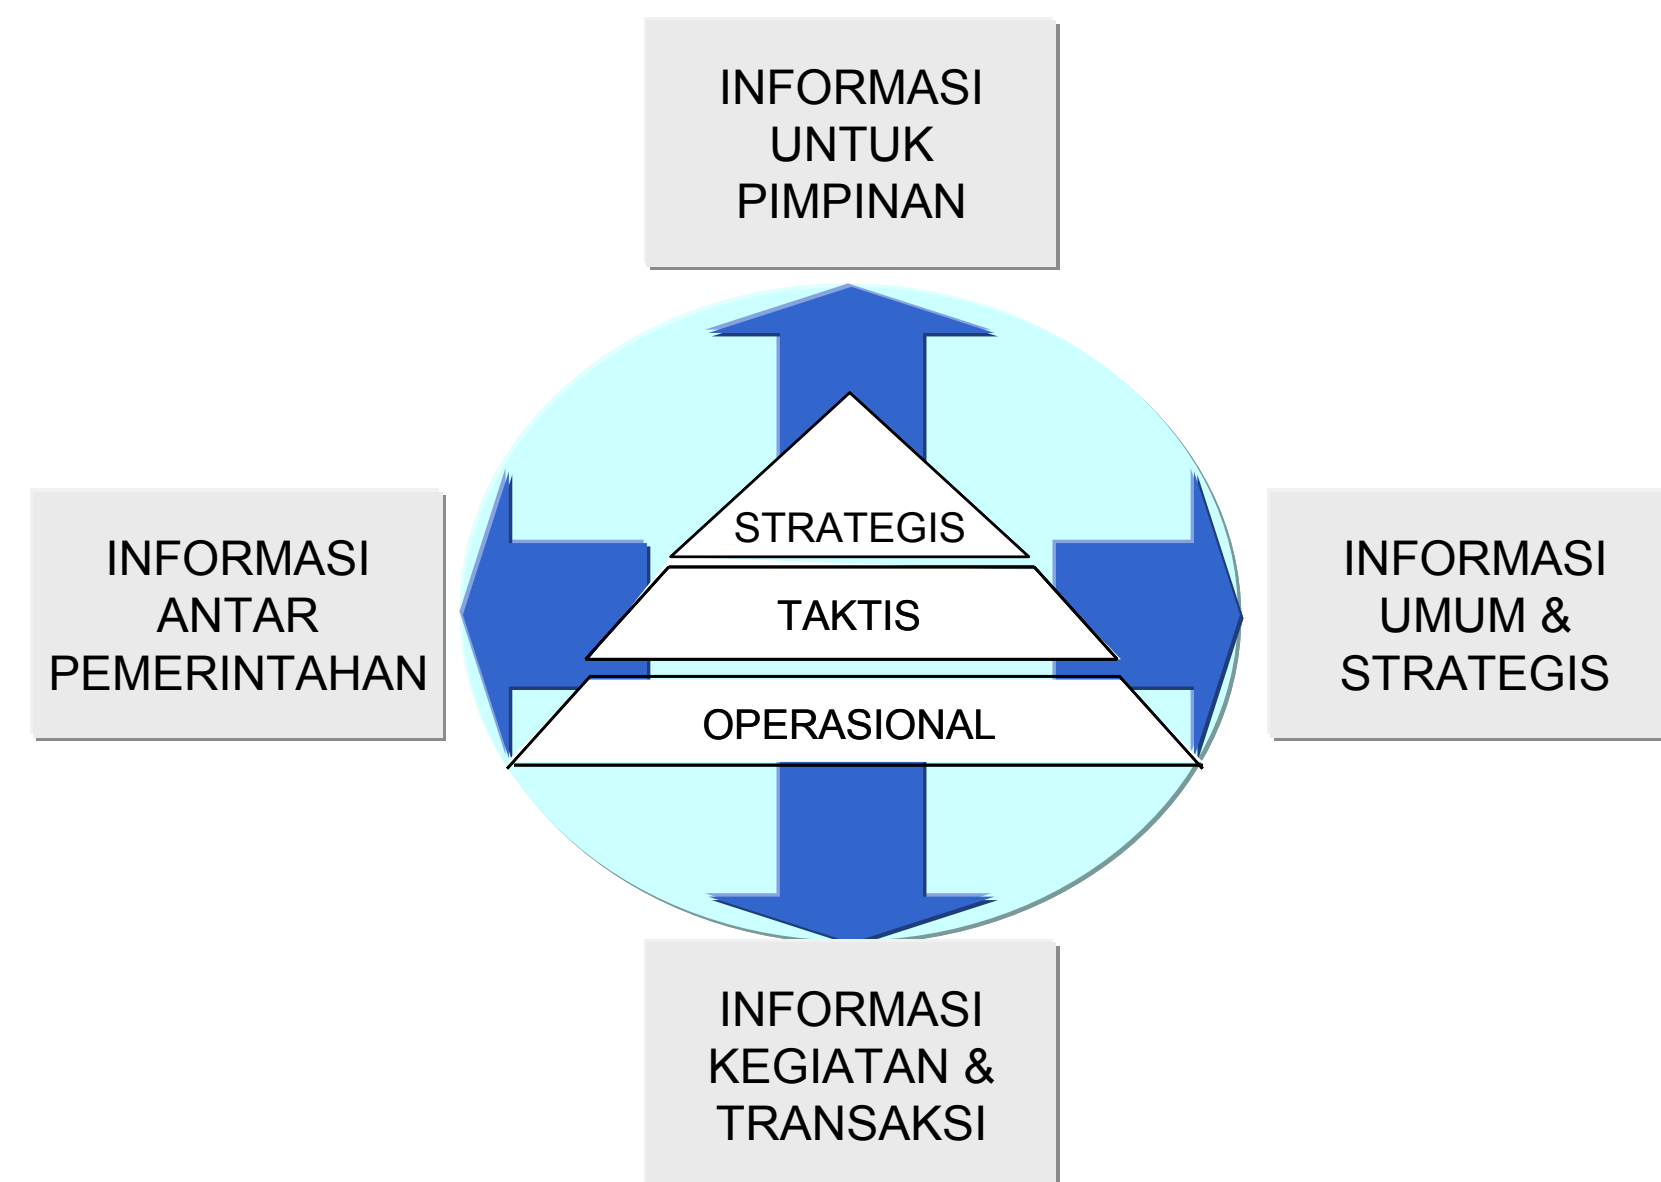 INFORMASI
UNTUK
PIMPINAN
INFORMASI
ANTAR
PEMERINTAHAN
STRATEGIS
TAKTIS
OPERASIONAL
INFORMASI
UMUM &
STRATEGIS
INFORMASI
KEGIATAN &
TRANSAKSI